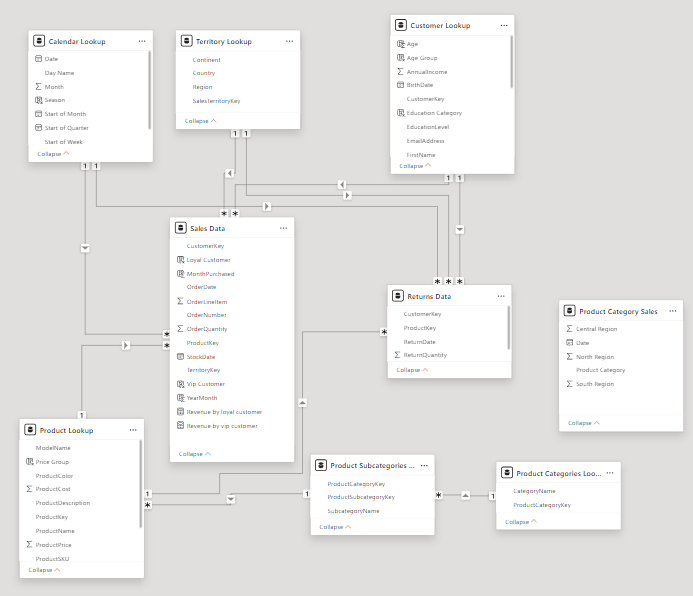 Calendar Lookup
Date
Day Name
Month
Season
Start of Month
Start of Quarter
Start of Week
Collapse
Territory Lookup
Continent
Country
Region
SalesTerritoryKey
Collapse
Customer Lookup
Age
Age Group
AnnualIncome
BirthDate
CustomerKey
Education Category
EducationLevel
EmailAddress
FirstName
Collapse
1 1
1 1
1 1
* *
Sales Data
CustomerKey
Loyal Customer
MonthPurchased
OrderDate
OrderLineItem
OrderNumber
OrderQuantity
ProductKey
StockDate
TerritoryKey
Vip Customer
YearMonth
Revenue by loyal customer
Revenue by vip customer
Collapse
* * *
Returns Data
CustomerKey
ProductKey
ReturnDate
ReturnQuantity
Collapse
Product Category Sales
Central Region
Date
North Region
Product Category
South Region
Collapse
*
*
*
1
Product Lookup
ModelName
Price Group
ProductColor
ProductCost
ProductDescription
ProductKey
ProductName
ProductPrice
ProductSKU
Collapse
1
*
1
Product Subcategories ...
ProductCategoryKey
ProductSubcategoryKey
SubcategoryName
Collapse
*
1
Product Categories Loo...
CategoryName
ProductCategoryKey
Collapse